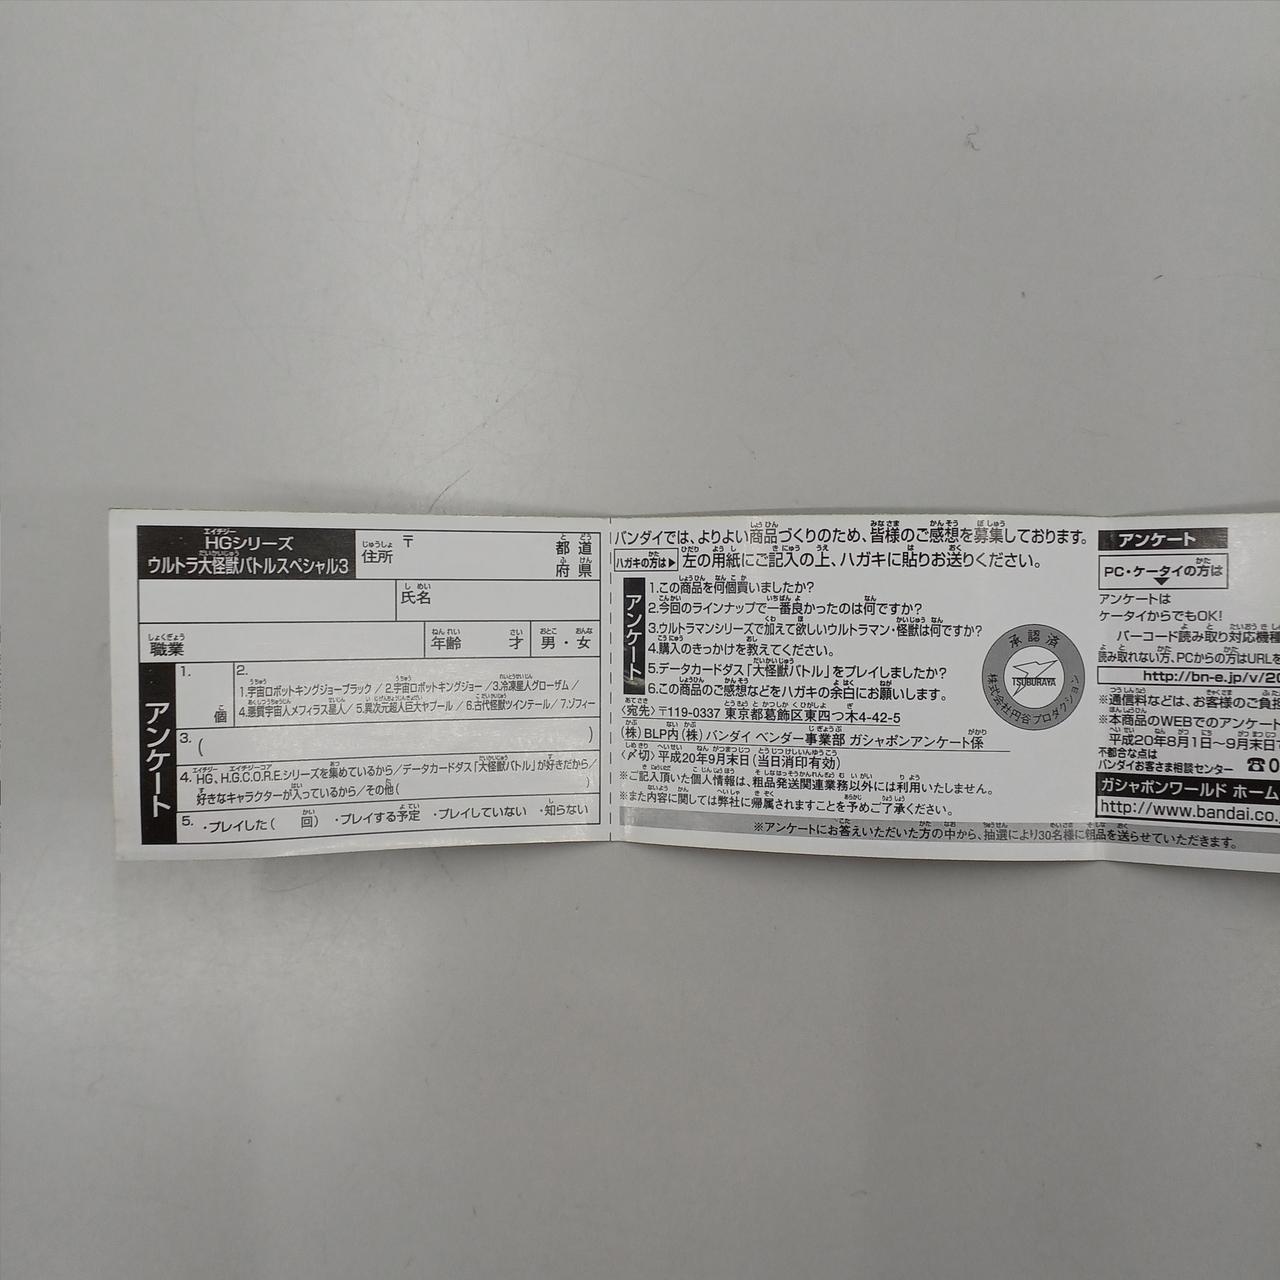 HGシリーズ
ウルトラ大怪獣バトルスペシャル3
住所 〒 都道府県
氏名
職業 年齢 才 男・女
アンケート
1. 個
2.
1.宇宙ロボットキングジョーブラック / 2.宇宙ロボットキングジョー / 3.冷凍星人グローザム /
4.悪質宇宙人メフィラス星人 / 5.異次元超人巨大ヤプール / 6.古代怪獣ツインテール / 7.ゾフィー
3. ( )
4. HG、H.G.C.O.R.Eシリーズを集めているから/データカードダス「大怪獣バトル」が好きだから/
好きなキャラクターが入っているから/その他( )
5. ・プレイした( 回) ・プレイする予定 ・プレイしていない ・知らない
バンダイでは、よりよい商品づくりのため、皆様のご感想を募集しております。
ハガキの方は▶ 左の用紙にご記入の上、ハガキに貼りお送りください。
アンケート
1.この商品を何個買いましたか?
2.今回のラインナップで一番良かったのは何ですか?
3.ウルトラマンシリーズで加えて欲しいウルトラマン・怪獣は何ですか?
4.購入のきっかけを教えてください。
5.データカードダス「大怪獣バトル」をプレイしましたか?
6.この商品のご感想などをハガキの余白にお願いします。
〈宛先〉〒119-0337 東京都葛飾区東四つ木4-42-5
(株)BLP内(株)バンダイ ベンダー事業部 ガシャポンアンケート係
〈〆切〉平成20年9月末日(当日消印有効)
※ご記入頂いた個人情報は、粗品発送関連業務以外には利用いたしません。
※また内容に関しては弊社に帰属されますことを予めご了承ください。
※アンケートにお答えいただいた方の中から、抽選により30名様に粗品を送らせていただきます。
承認済
TSUBURAYA
株式会社円谷プロダクション
アンケート
PC・ケータイの方は
▼
アンケートは
ケータイからでもOK!
バーコード読み取り対応機種
読み取れない方、PCからの方はURLを
http://bn-e.jp/v/20
※通信料などは、お客様のご負担
※本商品のWEBでのアンケート
平成20年8月1日～9月末日
不都合な点は
バンダイお客さま相談センター ☎0
ガシャポンワールド ホーム
http://www.bandai.co.